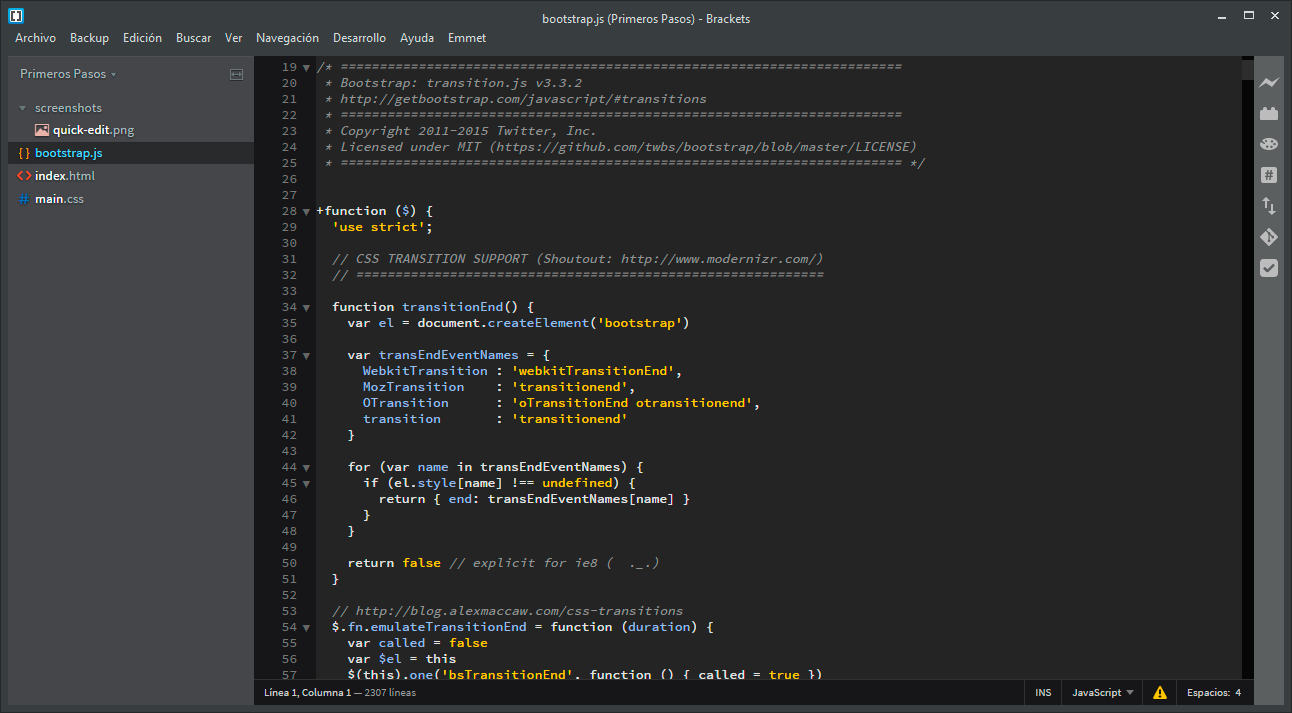 bootstrap.js (Primeros Pasos) - Brackets
Archivo Backup Edición Buscar Ver Navegación Desarrollo Ayuda Emmet
Primeros Pasos
screenshots
quick-edit.png
{ } bootstrap.js
<> index.html
# main.css
19 /* ========================================================================
20 * Bootstrap: transition.js v3.3.2
21 * http://getbootstrap.com/javascript/#transitions
22 * ========================================================================
23 * Copyright 2011-2015 Twitter, Inc.
24 * Licensed under MIT (https://github.com/twbs/bootstrap/blob/master/LICENSE)
25 * ======================================================================== */
26
27
28 +function ($) {
29 'use strict';
30
31 // CSS TRANSITION SUPPORT (Shoutout: http://www.modernizr.com/)
32 // ============================================================
33
34 function transitionEnd() {
35 var el = document.createElement('bootstrap')
36
37 var transEndEventNames = {
38 WebkitTransition : 'webkitTransitionEnd',
39 MozTransition : 'transitionend',
40 OTransition : 'oTransitionEnd otransitionend',
41 transition : 'transitionend'
42 }
43
44 for (var name in transEndEventNames) {
45 if (el.style[name] !== undefined) {
46 return { end: transEndEventNames[name] }
47 }
48 }
49
50 return false // explicit for ie8 ( ._.)
51 }
52
53 // http://blog.alexmaccaw.com/css-transitions
54 $.fn.emulateTransitionEnd = function (duration) {
55 var called = false
56 var $el = this
57 $(this).one('bsTransitionEnd', function () { called = true })
Línea 1, Columna 1 — 2307 líneas
INS JavaScript Espacios: 4